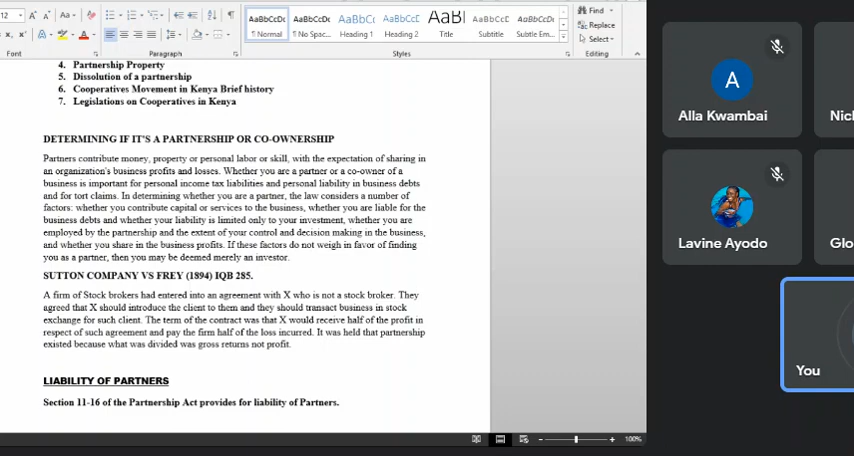 12
Aa
AaBbCcDc AaBbCcDc AaBbCc AaBbCcC AaB AaBbCcD AaBbCcDc
¶ Normal ¶ No Spac... Heading 1 Heading 2 Title Subtitle Subtle Em...
Find
Replace
Select
Font Paragraph Styles Editing
4. Partnership Property
5. Dissolution of a partnership
6. Cooperatives Movement in Kenya Brief history
7. Legislations on Cooperatives in Kenya
DETERMINING IF IT'S A PARTNERSHIP OR CO-OWNERSHIP
Partners contribute money, property or personal labor or skill, with the expectation of sharing in
an organization's business profits and losses. Whether you are a partner or a co-owner of a
business is important for personal income tax liabilities and personal liability in business debts
and for tort claims. In determining whether you are a partner, the law considers a number of
factors: whether you contribute capital or services to the business, whether you are liable for the
business debts and whether your liability is limited only to your investment, whether you are
employed by the partnership and the extent of your control and decision making in the business,
and whether you share in the business profits. If these factors do not weigh in favor of finding
you as a partner, then you may be deemed merely an investor.
SUTTON COMPANY VS FREY (1894) IQB 285.
A firm of Stock brokers had entered into an agreement with X who is not a stock broker. They
agreed that X should introduce the client to them and they should transact business in stock
exchange for such client. The term of the contract was that X would receive half of the profit in
respect of such agreement and pay the firm half of the loss incurred. It was held that partnership
existed because what was divided was gross returns not profit.
LIABILITY OF PARTNERS
Section 11-16 of the Partnership Act provides for liability of Partners.
100%
A
Alla Kwambai
Nick
Lavine Ayodo
Glo
You